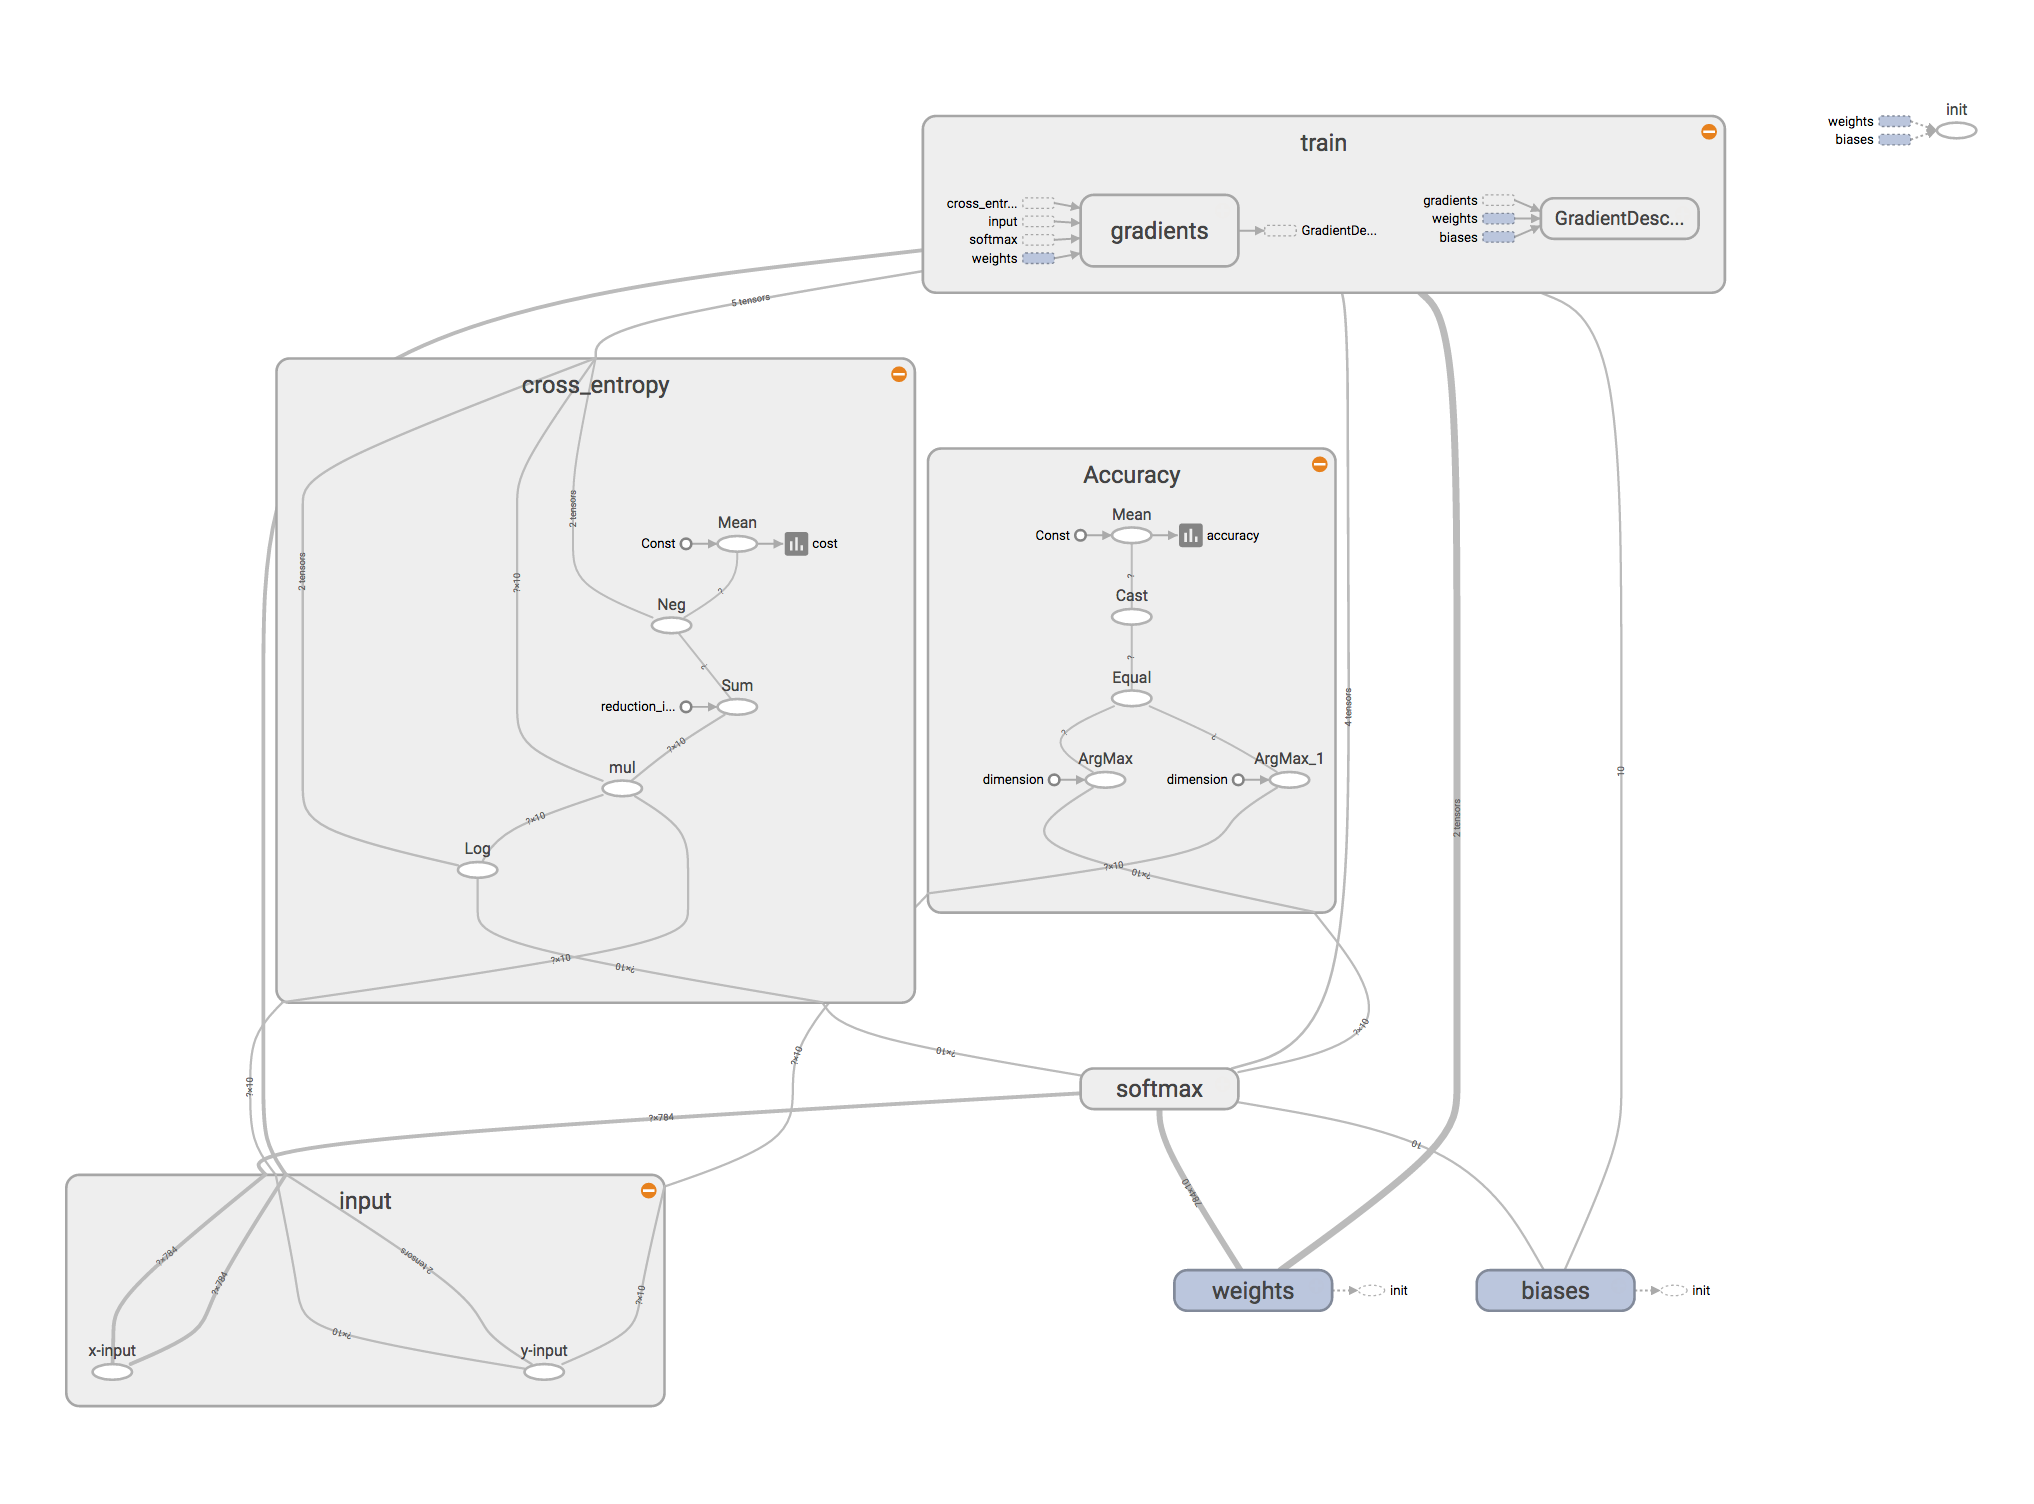 init
weights
biases
train
cross_entr...
input
softmax
weights
gradients
GradientDe...
gradients
weights
biases
GradientDesc...
5 tensors
cross_entropy
2 tensors
?×10
2 tensors
Mean
Const
cost
?
Neg
?
Sum
reduction_i...
?×10
mul
?×10
Log
?×10
?×10
Accuracy
Mean
Const
accuracy
?
Cast
?
Equal
?
?
ArgMax
ArgMax_1
dimension
dimension
?×10
?×10
4 tensors
2 tensors
10
?×10
?×10
?×10
?×10
softmax
?×784
10
784×10
input
?×784
?×784
2 tensors
?×10
?×10
x-input
y-input
weights
init
biases
init